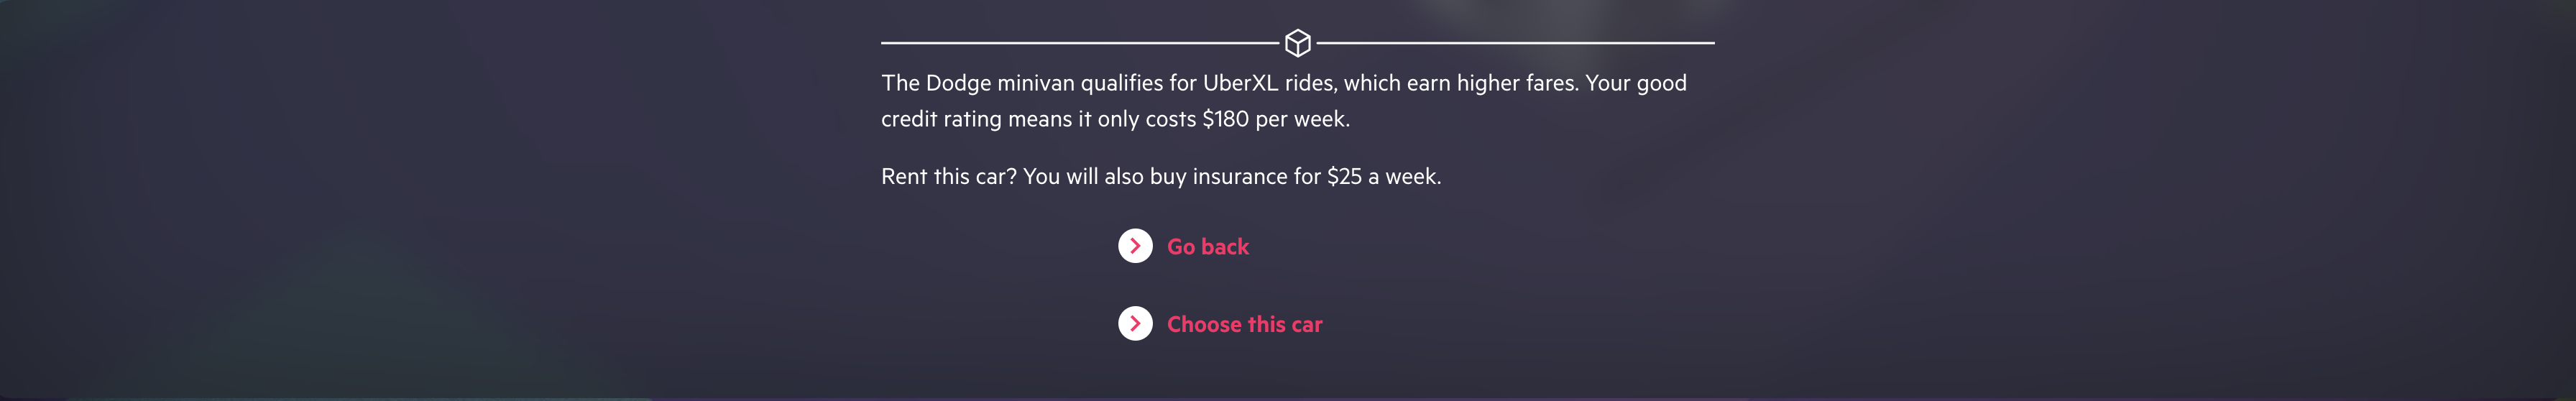 The Dodge minivan qualifies for UberXL rides, which earn higher fares. Your good
credit rating means it only costs $180 per week.
Rent this car? You will also buy insurance for $25 a week.
Go back
Choose this car